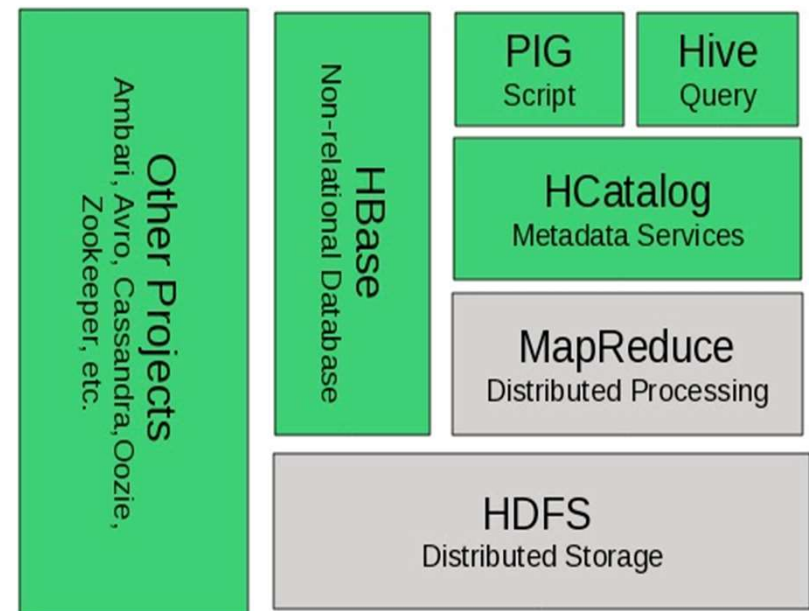 Other Projects
Ambari, Avro, Cassandra,Oozie,
Zookeeper, etc.
HBase
Non-relational Database
PIG
Script
Hive
Query
HCatalog
Metadata Services
MapReduce
Distributed Processing
HDFS
Distributed Storage